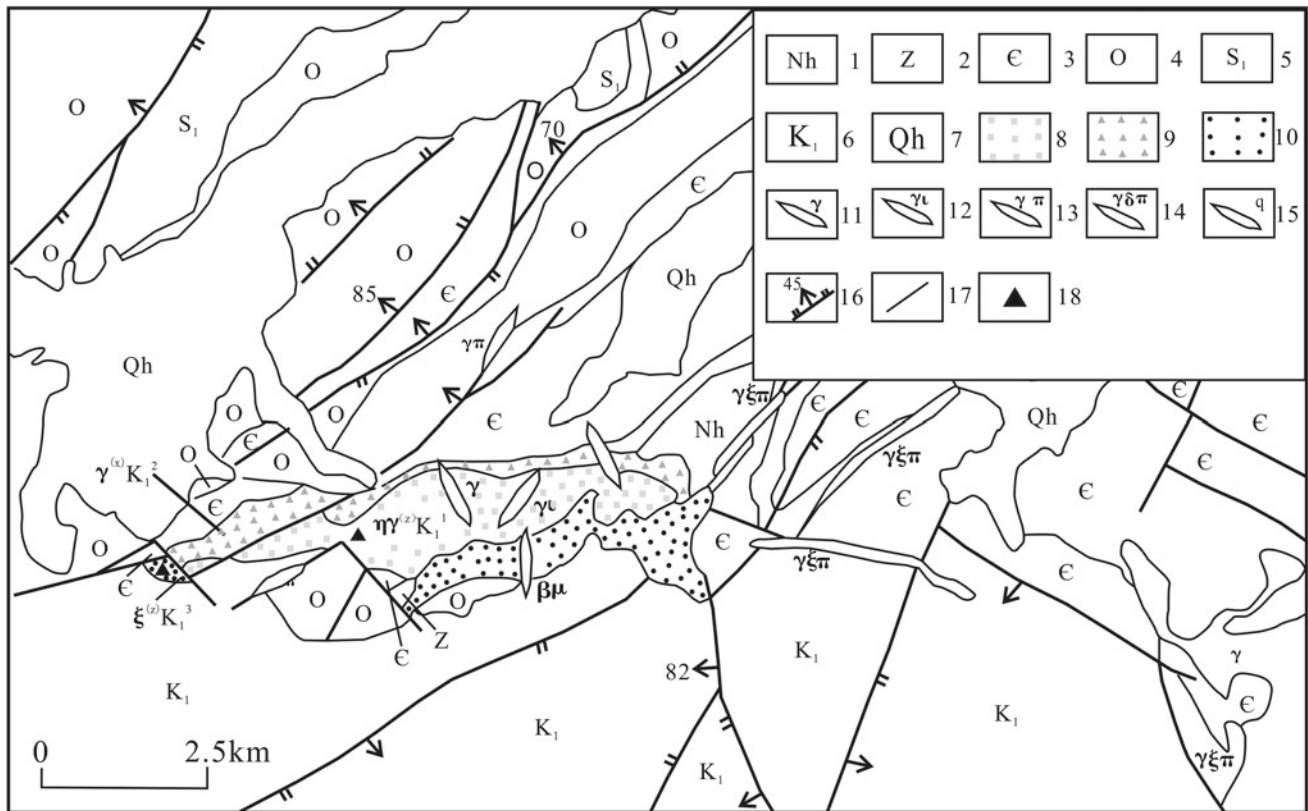 Nh 1 Z 2 Є 3 O 4 S₁ 5
K₁ 6 Qh 7 8 9 10
γ 11 γι 12 γπ 13 γδπ 14 q 15
45 16 17 18
O
O
O
S₁
S₁
70
O
O
Є
O
O
O
85
Є
Qh
γπ
Qh
O
Є
O
Є
Nh
γξπ
Є
Є
Qh
Є
O
O
γξπ
Є
γ⁽ˣ⁾K₁²
Є
γ
γι
Є
Є
O
ηγ⁽ᶻ⁾K₁¹
Є
γξπ
Є
ξ⁽ᶻ⁾K₁³
O
O
O
βμ
Є
Z
K₁
82
K₁
K₁
K₁
K₁
γ
Є
γξπ
0 2.5km